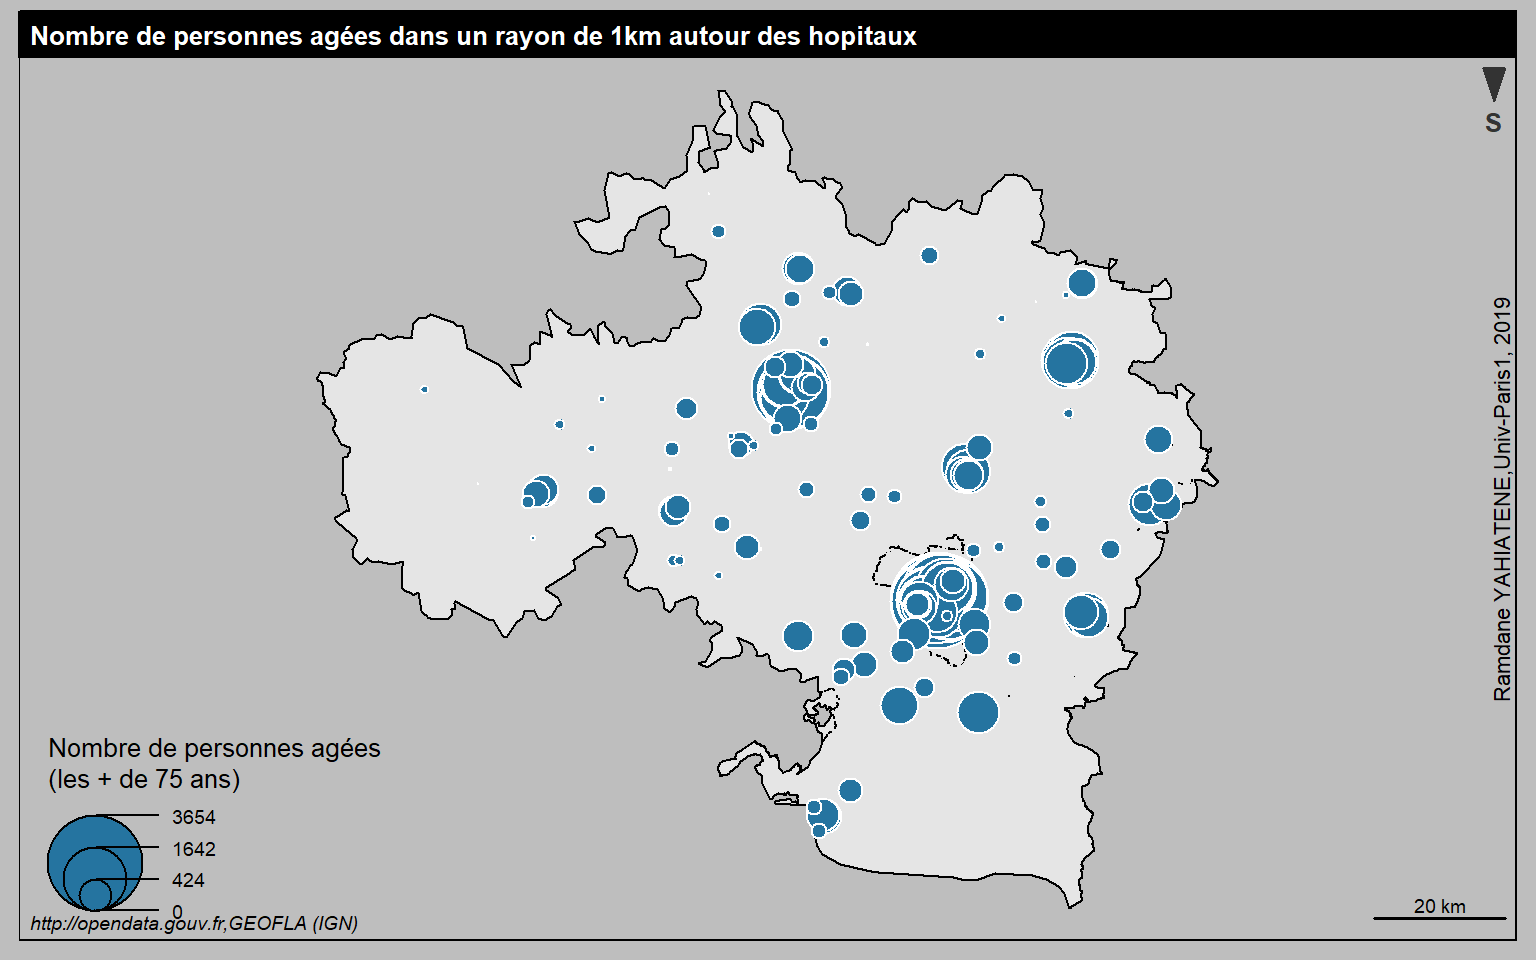 Nombre de personnes agées dans un rayon de 1km autour des hopitaux
S
Ramdane YAHIATENE,Univ-Paris1, 2019
Nombre de personnes agées
(les + de 75 ans)
3654
1642
424
0
http://opendata.gouv.fr,GEOFLA (IGN)
20 km